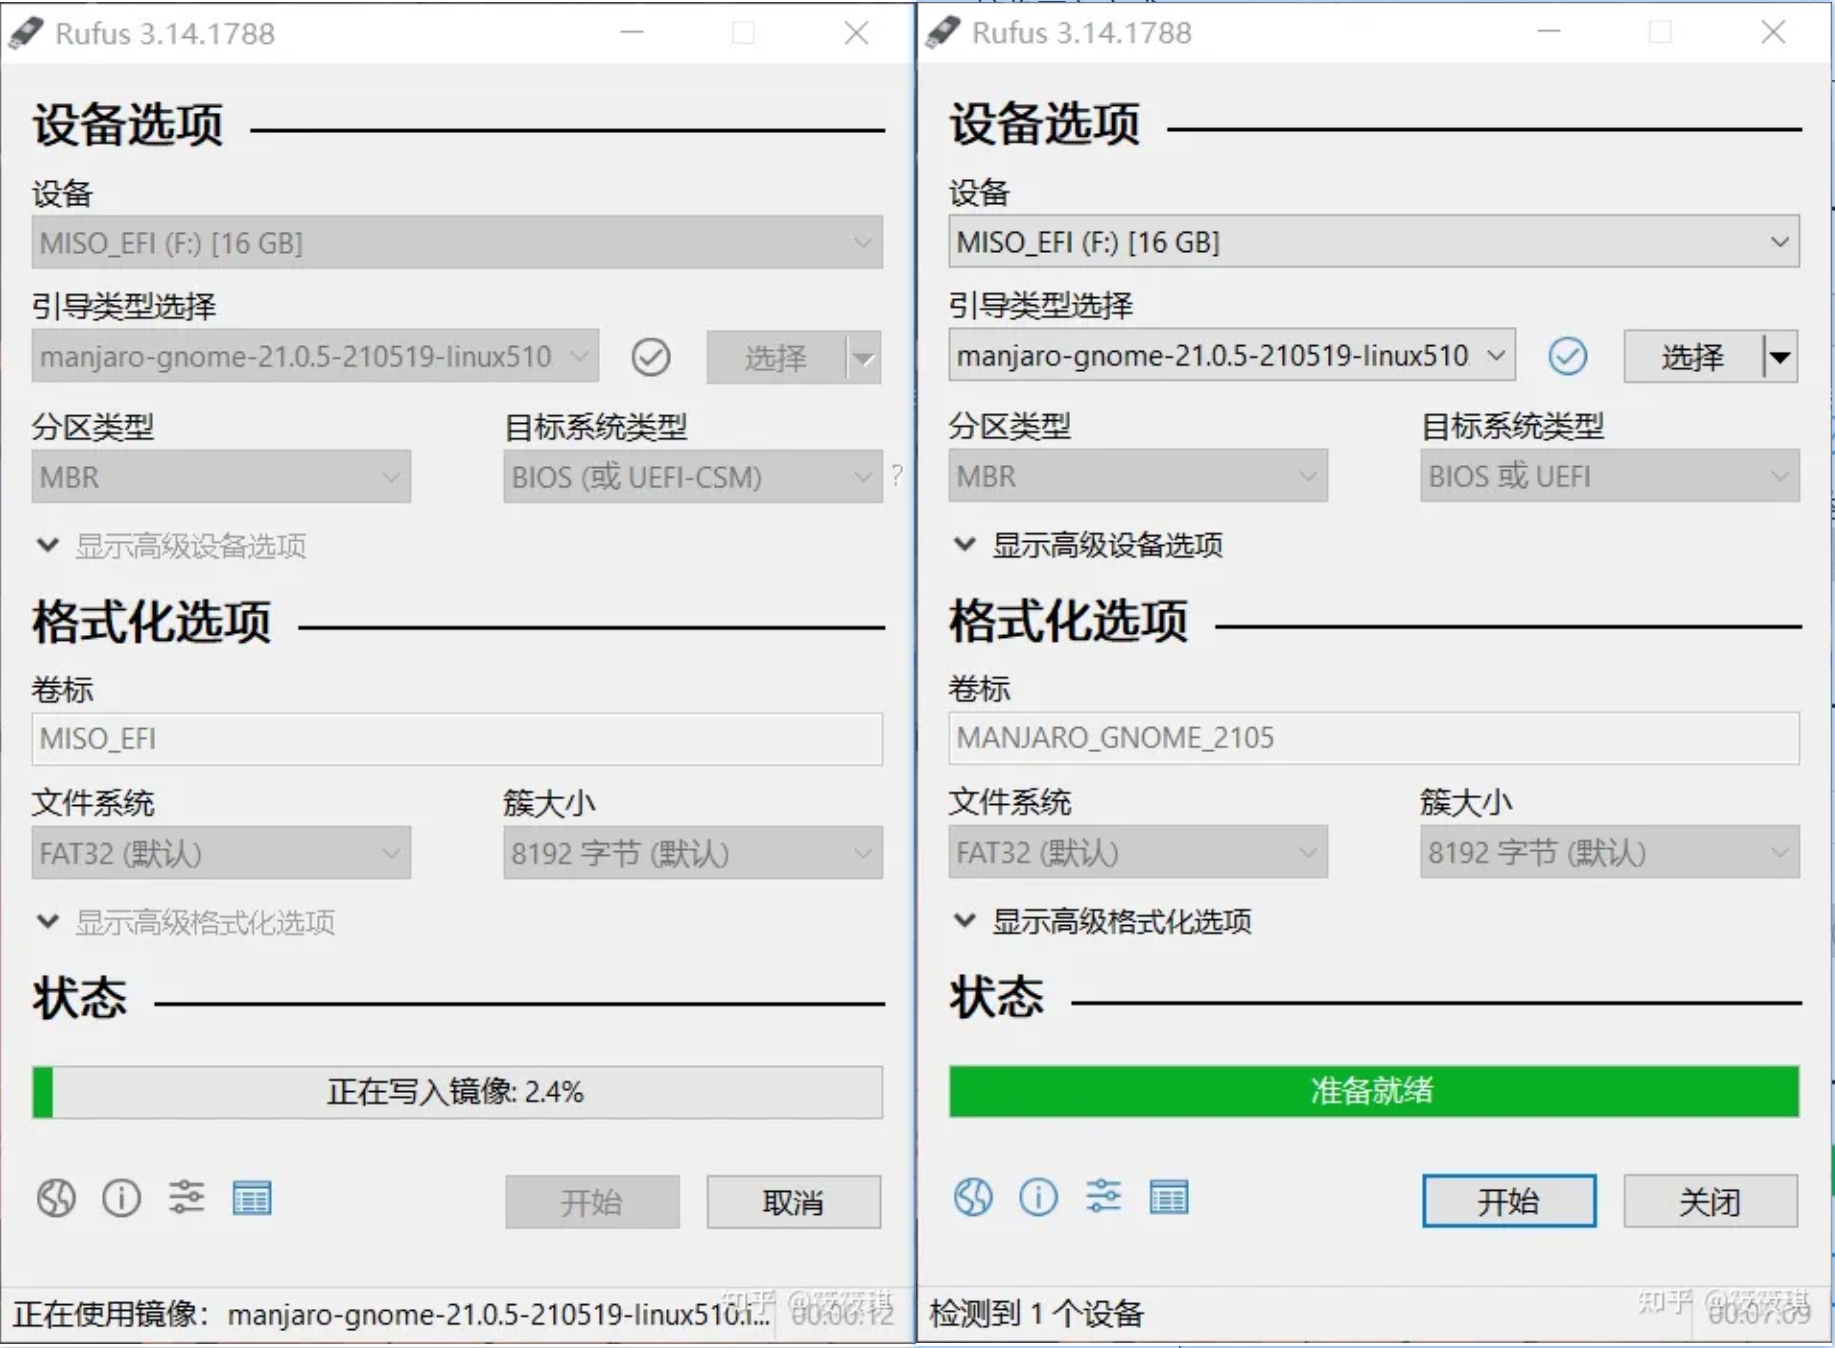 Rufus 3.14.1788
设备选项
设备
MISO_EFI (F:) [16 GB]
引导类型选择
manjaro-gnome-21.0.5-210519-linux510
选择
分区类型
目标系统类型
MBR
BIOS (或 UEFI-CSM)
?
显示高级设备选项
格式化选项
卷标
MISO_EFI
文件系统
簇大小
FAT32 (默认)
8192 字节 (默认)
显示高级格式化选项
状态
正在写入镜像: 2.4%
开始
取消
正在使用镜像：manjaro-gnome-21.0.5-210519-linux510.i...
00:00:12
知乎 @筱筱琪
Rufus 3.14.1788
设备选项
设备
MISO_EFI (F:) [16 GB]
引导类型选择
manjaro-gnome-21.0.5-210519-linux510
选择
分区类型
目标系统类型
MBR
BIOS 或 UEFI
显示高级设备选项
格式化选项
卷标
MANJARO_GNOME_2105
文件系统
簇大小
FAT32 (默认)
8192 字节 (默认)
显示高级格式化选项
状态
准备就绪
开始
关闭
检测到 1 个设备
00:07:09
知乎 @筱筱琪